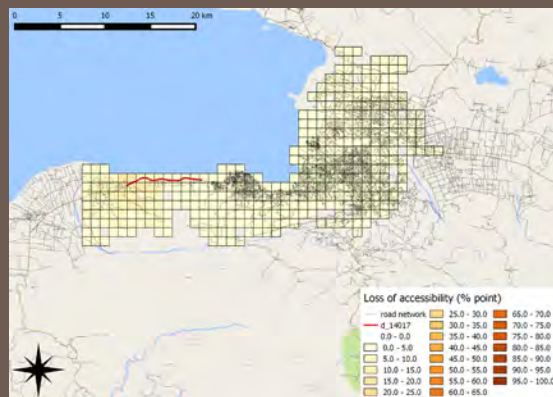 0 5 10 15 20 km
Loss of accessibility (% point)
road network
d_14017
0.0 - 0.0
0.0 - 5.0
5.0 - 10.0
10.0 - 15.0
15.0 - 20.0
20.0 - 25.0
25.0 - 30.0
30.0 - 35.0
35.0 - 40.0
40.0 - 45.0
45.0 - 50.0
50.0 - 55.0
55.0 - 60.0
60.0 - 65.0
65.0 - 70.0
70.0 - 75.0
75.0 - 80.0
80.0 - 85.0
85.0 - 90.0
90.0 - 95.0
95.0 - 100.0